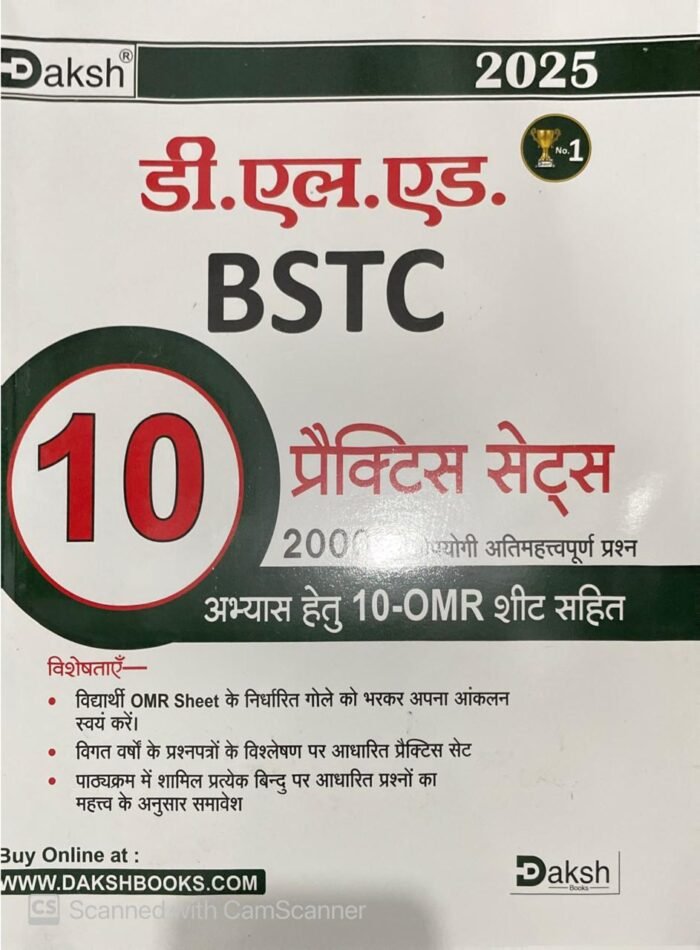 Daksh®
2025
No.1
डी.एल.एड.
BSTC
10
प्रैक्टिस सेट्स
अतिमहत्त्वपूर्ण प्रश्न
अभ्यास हेतु 10-OMR शीट सहित
विशेषताएँ—
• विद्यार्थी OMR Sheet के निर्धारित गोले को भरकर अपना आंकलन
स्वयं करें।
• विगत वर्षों के प्रश्नपत्रों के विश्लेषण पर आधारित प्रैक्टिस सेट
• पाठ्यक्रम में शामिल प्रत्येक बिन्दु पर आधारित प्रश्नों का
महत्त्व के अनुसार समावेश
Buy Online at :
WWW.DAKSHBOOKS.COM
Daksh
Books
CS Scanned with CamScanner